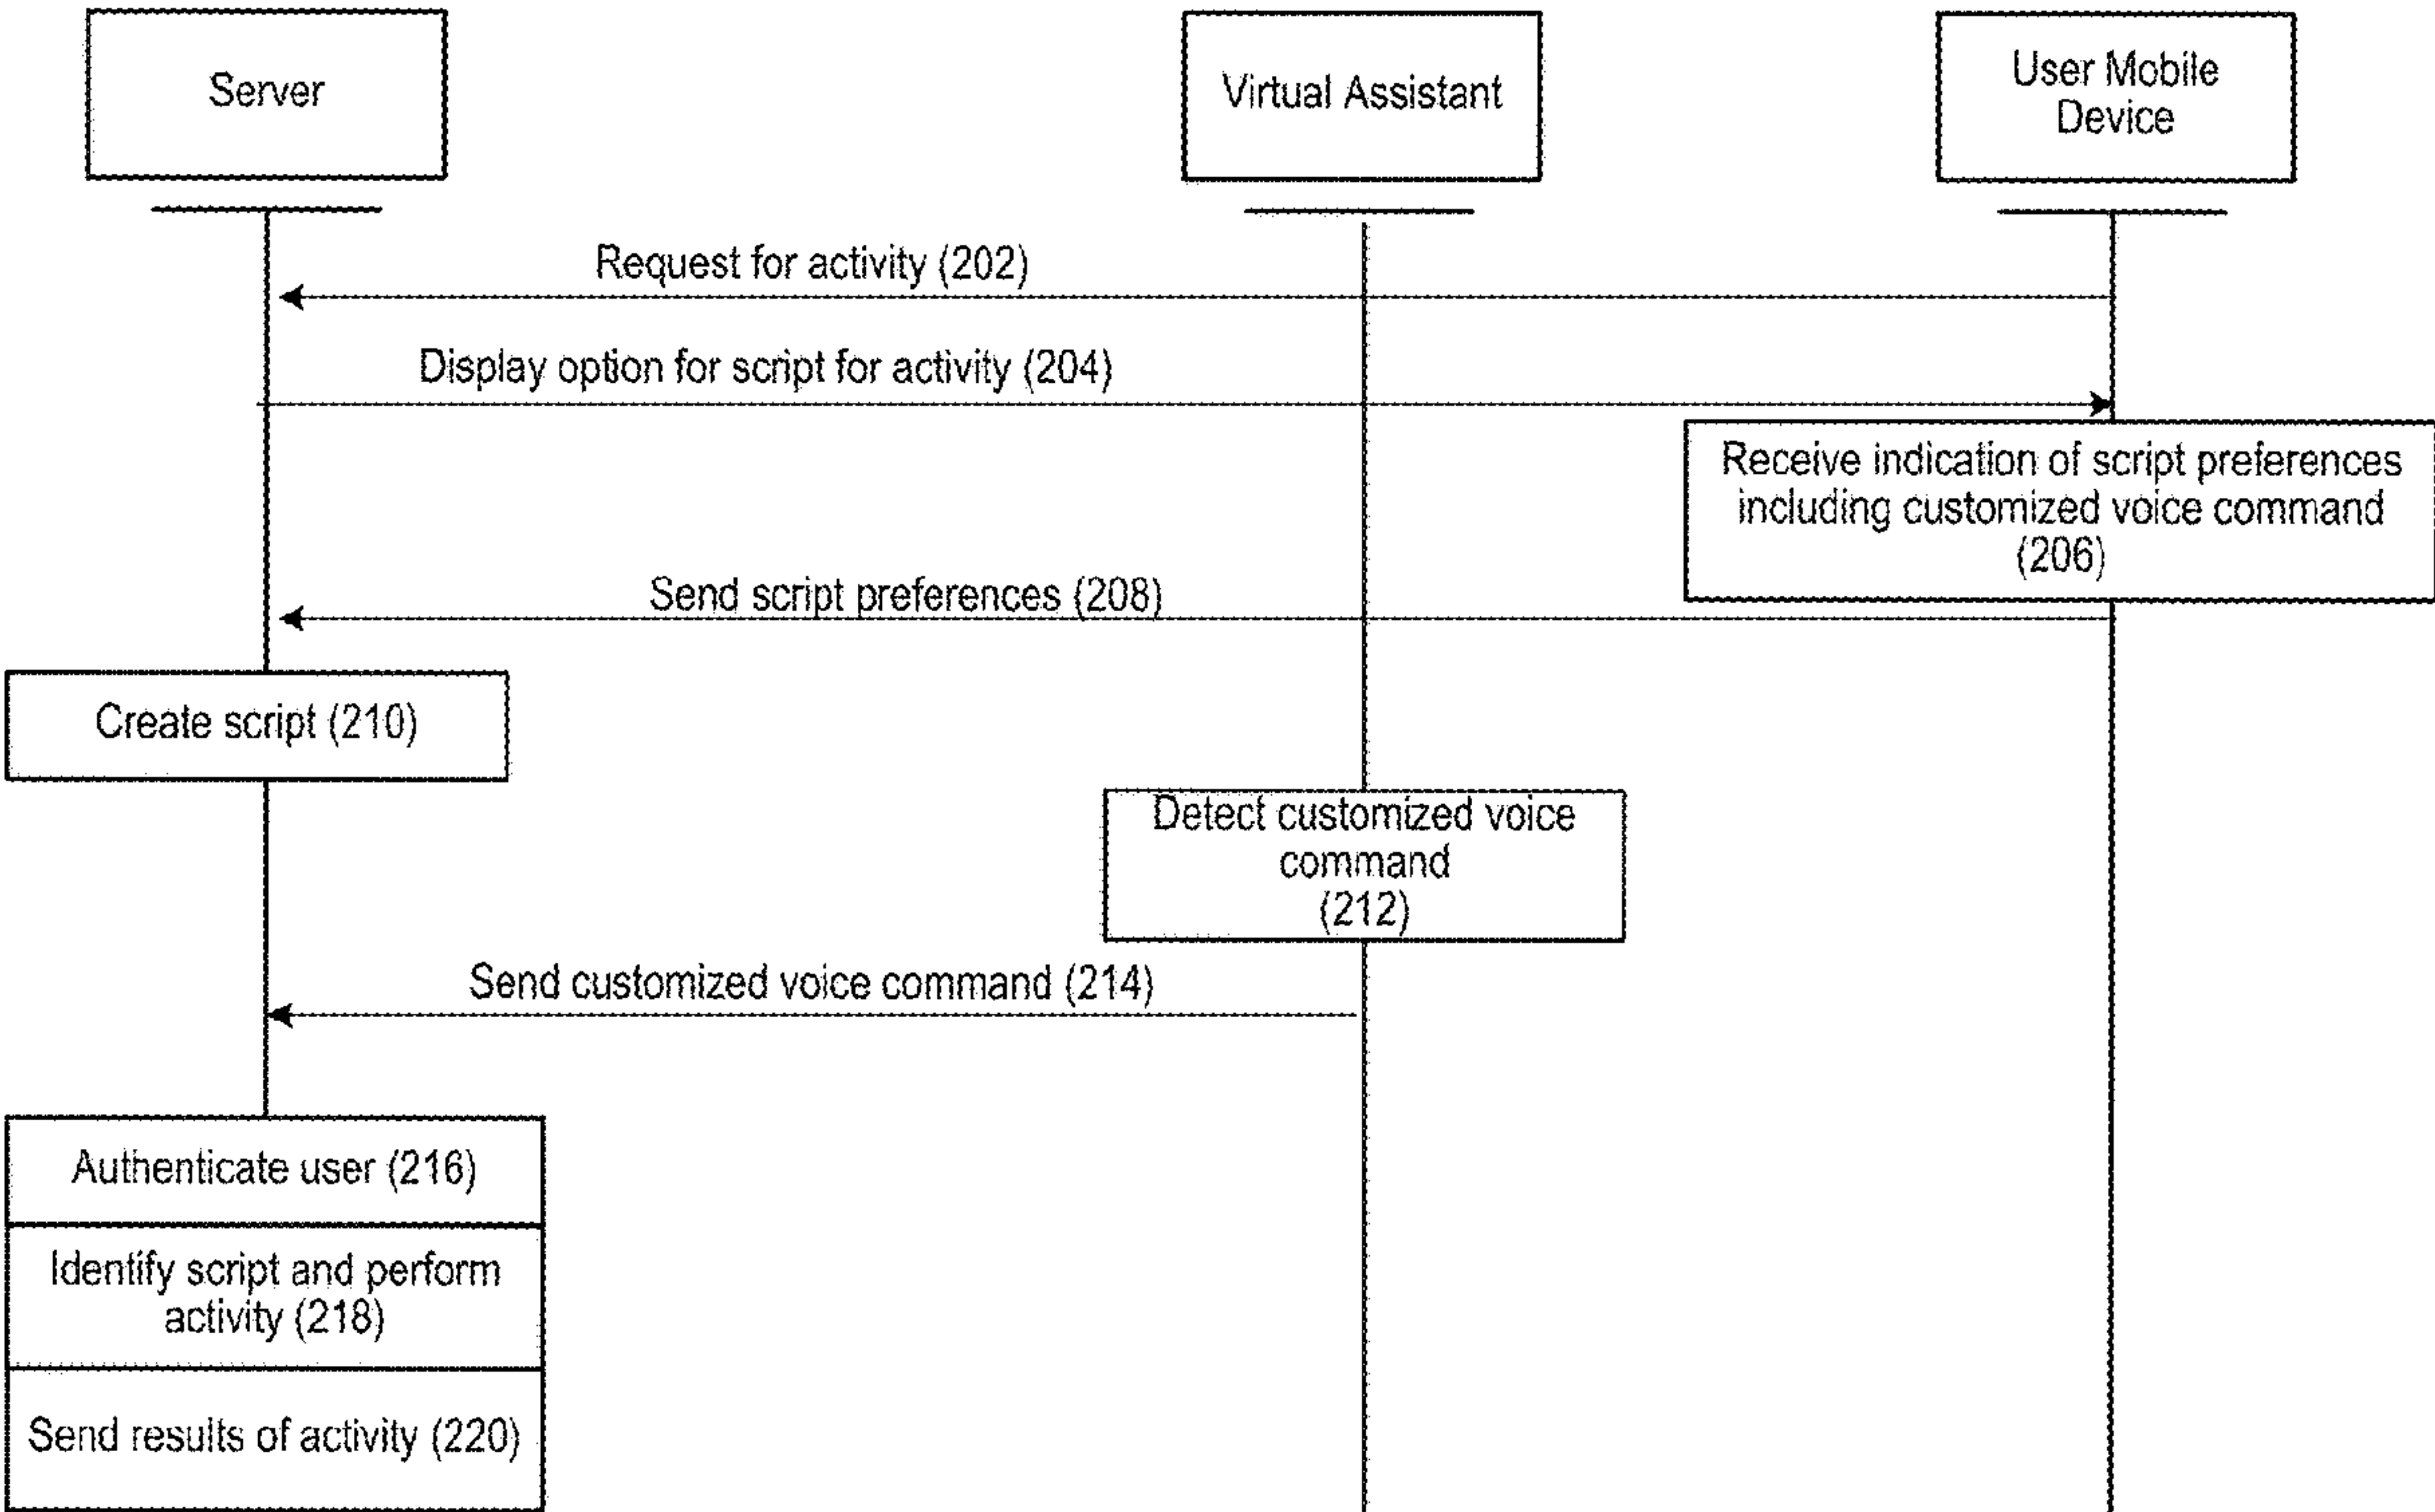 Server
Virtual Assistant
User Mobile
Device
Request for activity (202)
Display option for script for activity (204)
Receive indication of script preferences
including customized voice command
(206)
Send script preferences (208)
Create script (210)
Detect customized voice
command
(212)
Send customized voice command (214)
Authenticate user (216)
Identify script and perform
activity (218)
Send results of activity (220)